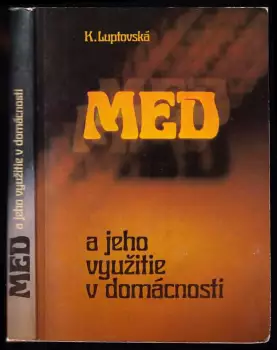 K. Luptovská
MED
a jeho
využitie
v domácnosti
MED a jeho využitie v domácnosti